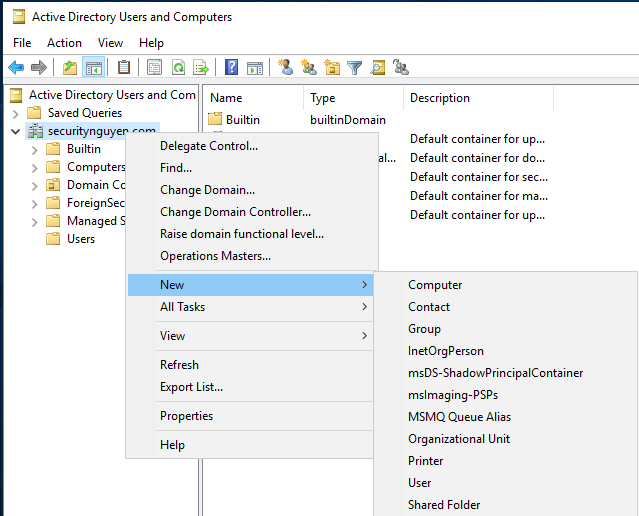 Active Directory Users and Computers
File Action View Help
Active Directory Users and Com
Saved Queries
securitynguyen.com
Builtin
Computers
Domain Co
ForeignSec
Managed S
Users
Name Type Description
Builtin builtinDomain
Default container for up...
al... Default container for do...
Default container for sec...
Default container for ma...
Default container for up...
Delegate Control...
Find...
Change Domain...
Change Domain Controller...
Raise domain functional level...
Operations Masters...
New
All Tasks
View
Refresh
Export List...
Properties
Help
Computer
Contact
Group
InetOrgPerson
msDS-ShadowPrincipalContainer
msImaging-PSPs
MSMQ Queue Alias
Organizational Unit
Printer
User
Shared Folder